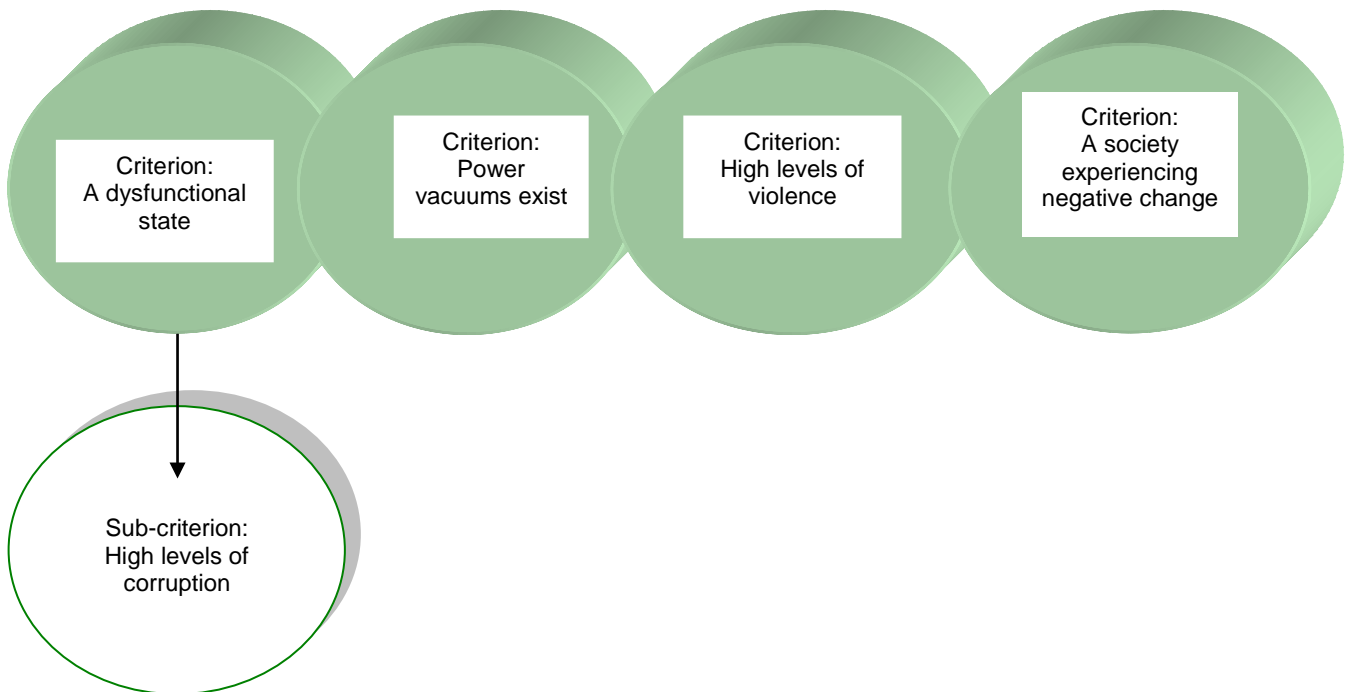 Criterion:
A dysfunctional
state
Criterion:
Power
vacuums exist
Criterion:
High levels of
violence
Criterion:
A society
experiencing
negative change
Sub-criterion:
High levels of
corruption